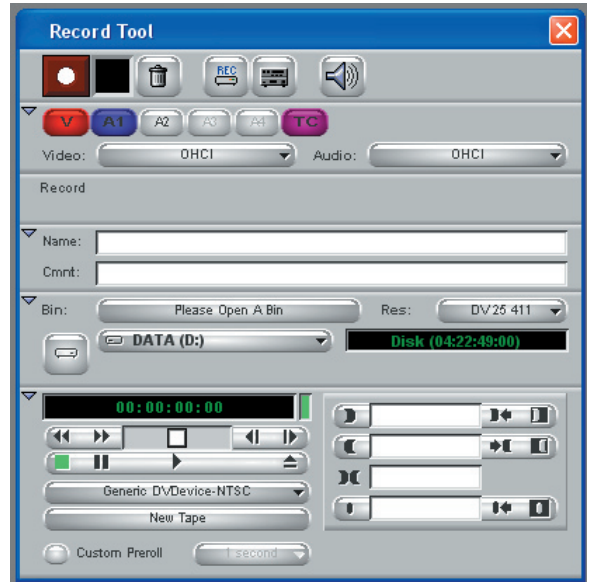 Record Tool
REC
V A1 A2 A3 A4 TC
Video: OHCI Audio: OHCI
Record
Name:
Cmnt:
Bin: Please Open A Bin Res: DV25 411
DATA (D:) Disk (04:22:49:00)
00:00:00:00
Generic DVDevice-NTSC
New Tape
Custom Preroll 1 second